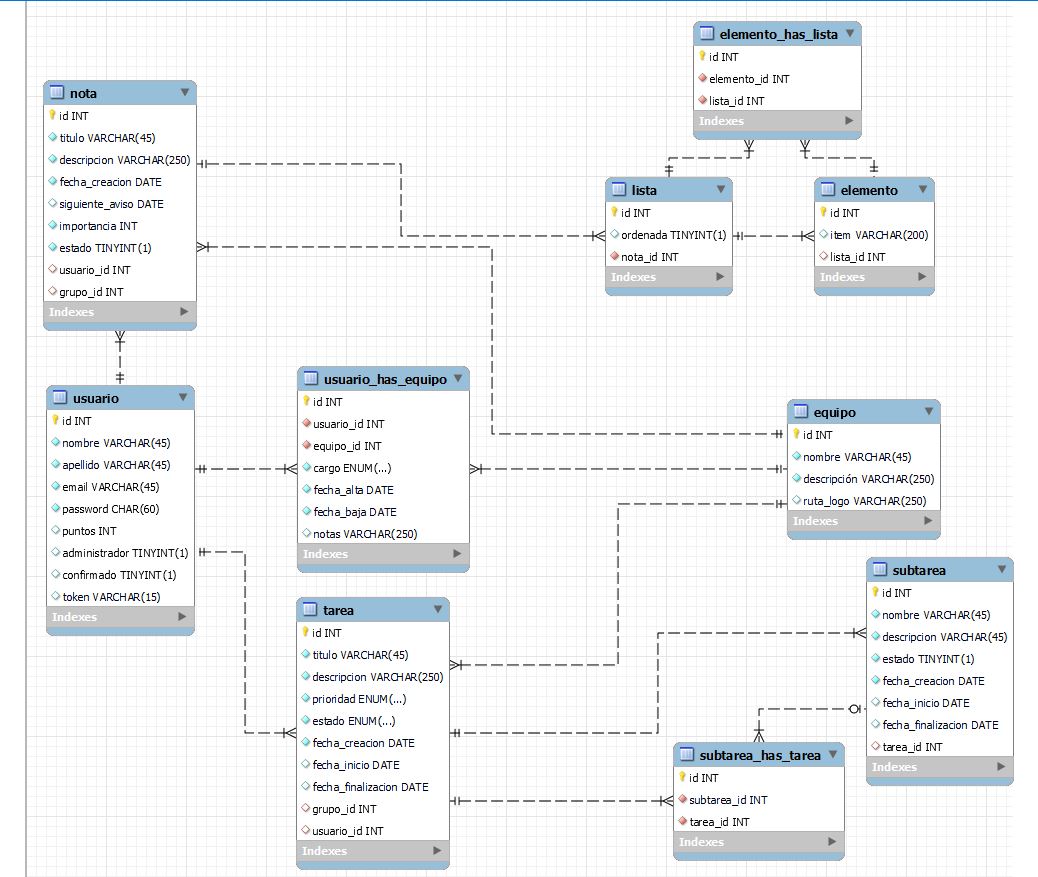 elemento_has_lista
id INT
elemento_id INT
lista_id INT
Indexes
nota
id INT
titulo VARCHAR(45)
descripcion VARCHAR(250)
fecha_creacion DATE
siguiente_aviso DATE
importancia INT
estado TINYINT(1)
usuario_id INT
grupo_id INT
Indexes
lista
id INT
ordenada TINYINT(1)
nota_id INT
Indexes
elemento
id INT
item VARCHAR(200)
lista_id INT
Indexes
usuario
id INT
nombre VARCHAR(45)
apellido VARCHAR(45)
email VARCHAR(45)
password CHAR(60)
puntos INT
administrador TINYINT(1)
confirmado TINYINT(1)
token VARCHAR(15)
Indexes
usuario_has_equipo
id INT
usuario_id INT
equipo_id INT
cargo ENUM(...)
fecha_alta DATE
fecha_baja DATE
notas VARCHAR(250)
Indexes
equipo
id INT
nombre VARCHAR(45)
descripción VARCHAR(250)
ruta_logo VARCHAR(250)
Indexes
tarea
id INT
titulo VARCHAR(45)
descripcion VARCHAR(250)
prioridad ENUM(...)
estado ENUM(...)
fecha_creacion DATE
fecha_inicio DATE
fecha_finalizacion DATE
grupo_id INT
usuario_id INT
Indexes
subtarea
id INT
nombre VARCHAR(45)
descripcion VARCHAR(45)
estado TINYINT(1)
fecha_creacion DATE
fecha_inicio DATE
fecha_finalizacion DATE
tarea_id INT
Indexes
subtarea_has_tarea
id INT
subtarea_id INT
tarea_id INT
Indexes